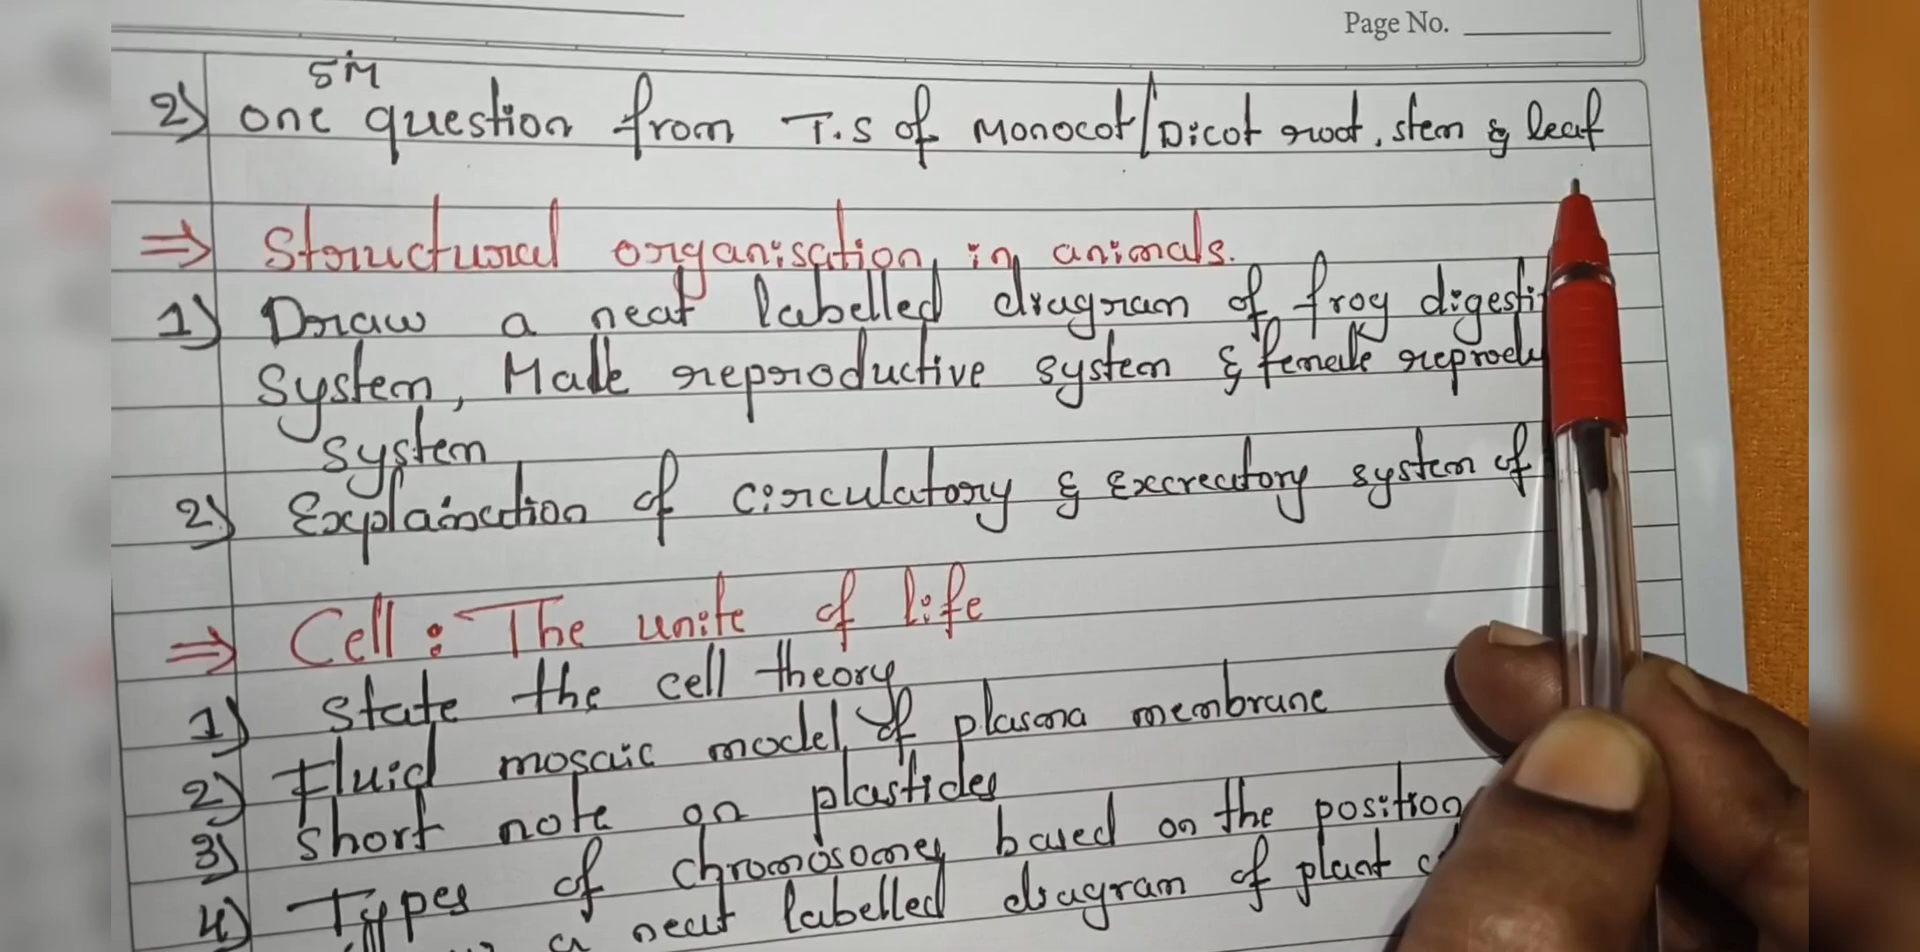 Page No.
5M
2) one question from T.S of Monocot/Dicot root, stem & leaf
⇒ Structural organisation in animals.
1) Draw a neat labelled diagram of frog digesti
system, Male reproductive system & female reprodu
system
2) Explaination of circulatory & Excreatory system of
⇒ Cell : The unite of life
1) State the cell theory
2) Fluid mosaic model of plasma membrane
3) Short note on plastides
4) Types of chromosomes based on the position
a neat labelled diagram of plant